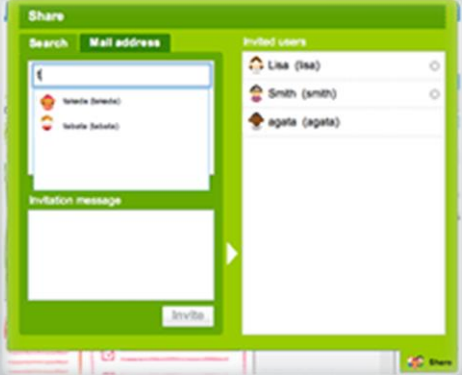 Share
Search
Mail address
t
Invitation message
Invite
Invited users
Lisa (lisa)
Smith (smith)
agata (agata)
Share